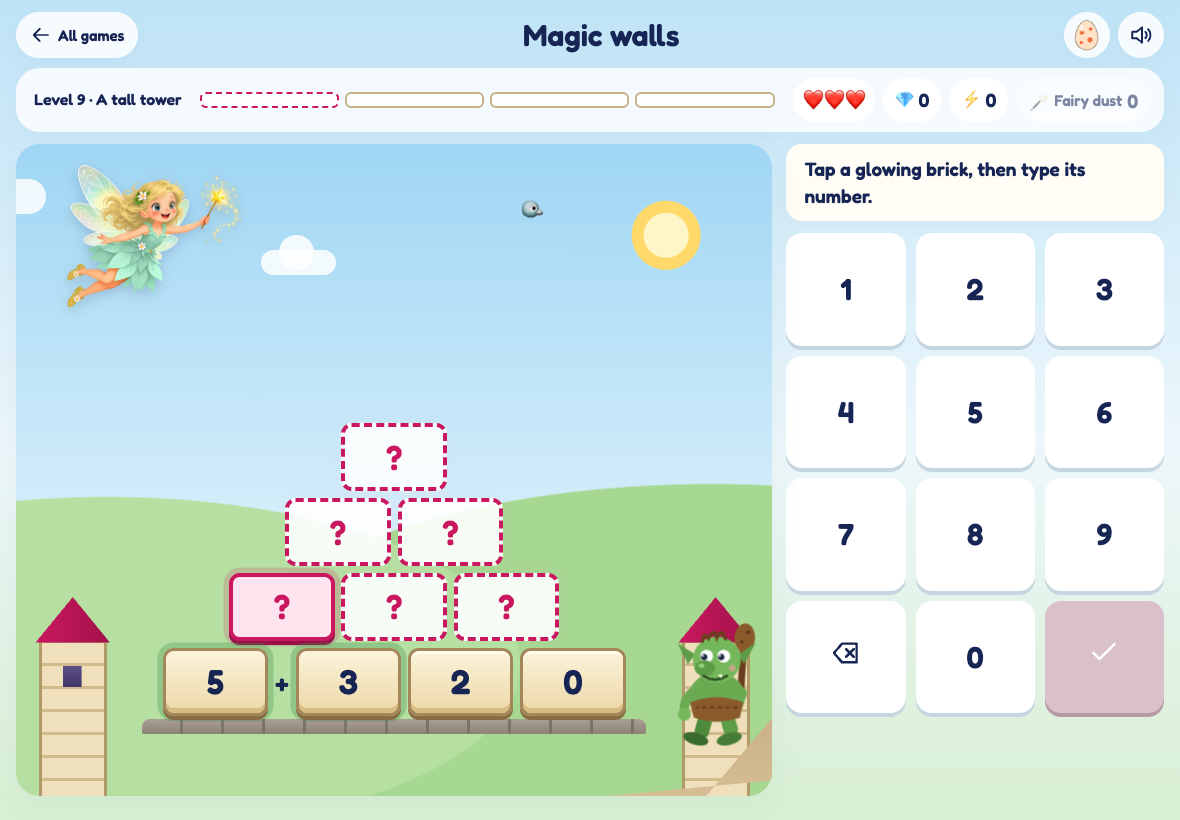 All games
Magic walls
Level 9 · A tall tower
0
0
Fairy dust 0
Tap a glowing brick, then type its
number.
?
? ?
? ? ?
5 + 3 2 0
1 2 3
4 5 6
7 8 9
0